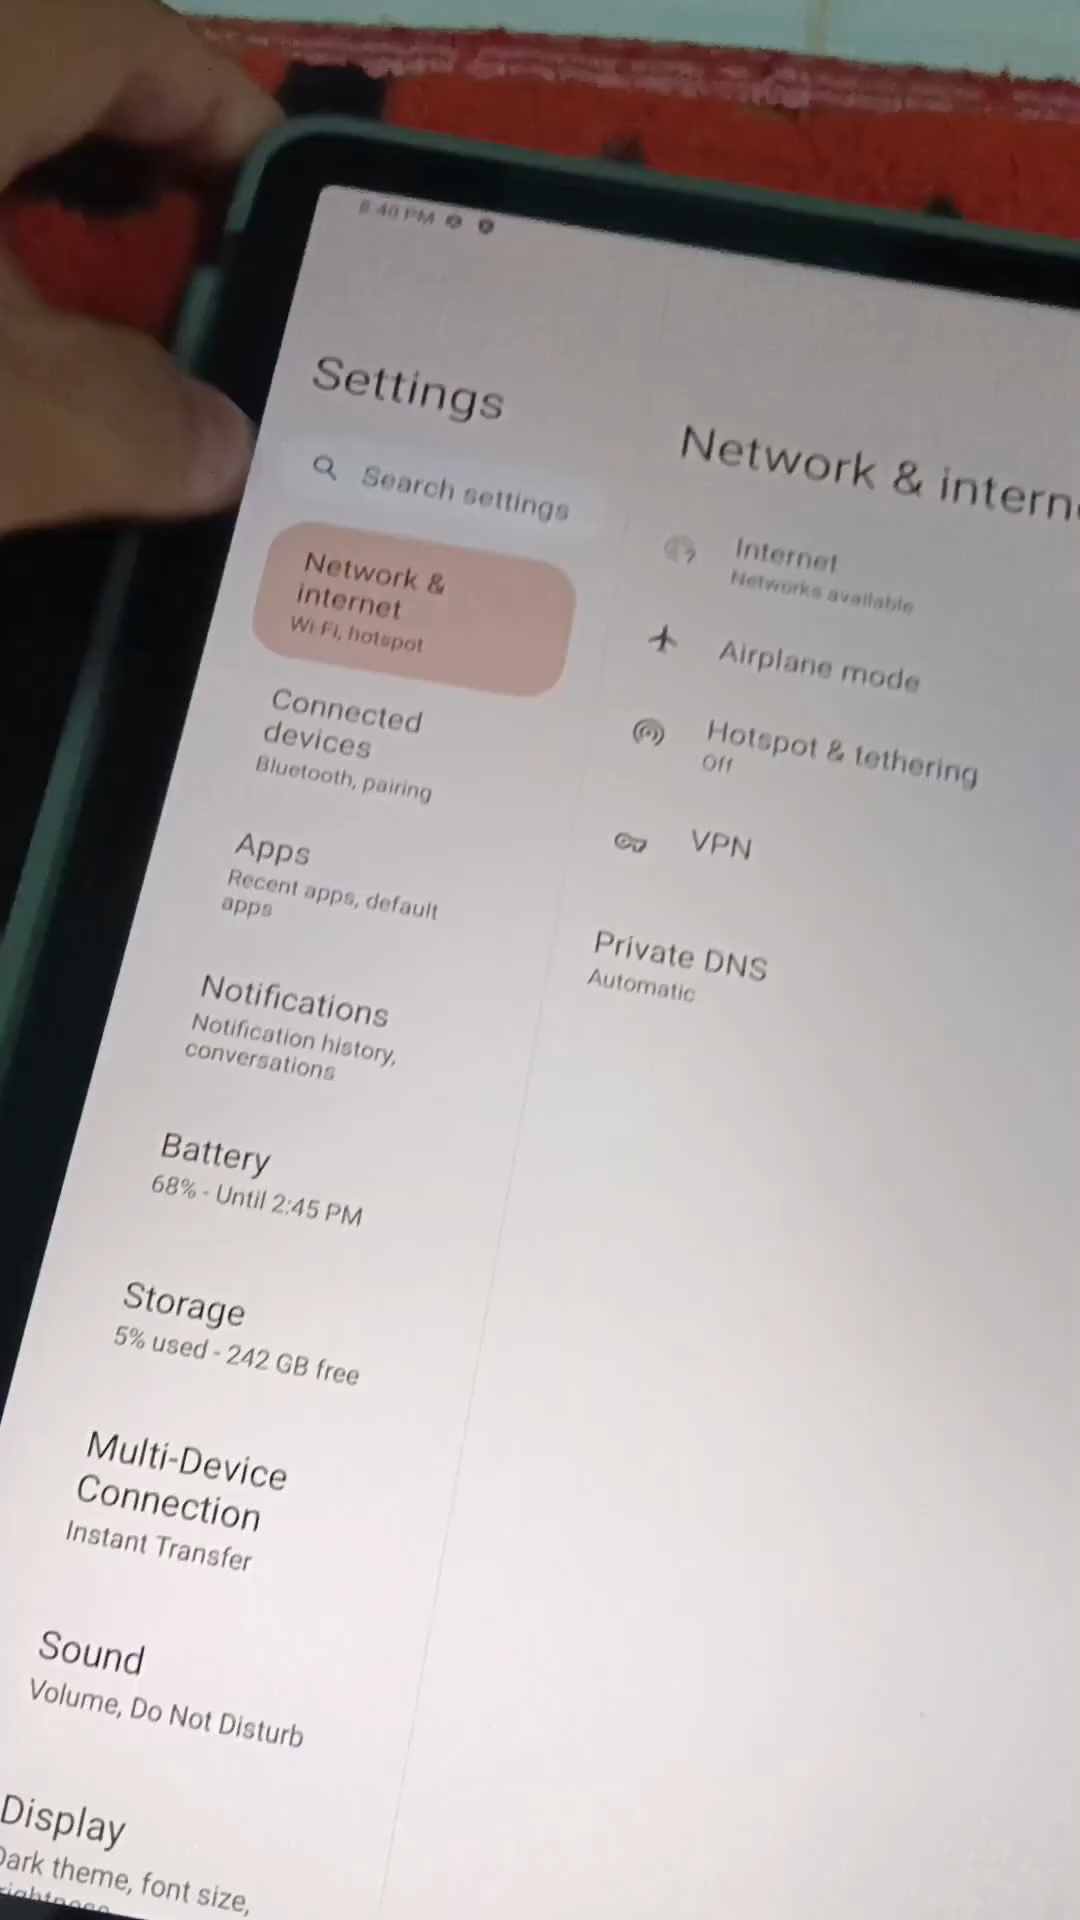 8:40 PM
Settings
Search settings
Network &
internet
Wi-Fi, hotspot
Connected
devices
Bluetooth, pairing
Apps
Recent apps, default
apps
Notifications
Notification history,
conversations
Battery
68% - Until 2:45 PM
Storage
5% used - 242 GB free
Multi-Device
Connection
Instant Transfer
Sound
Volume, Do Not Disturb
Display
Dark theme, font size,
Network & intern
Internet
Networks available
Airplane mode
Hotspot & tethering
Off
VPN
Private DNS
Automatic